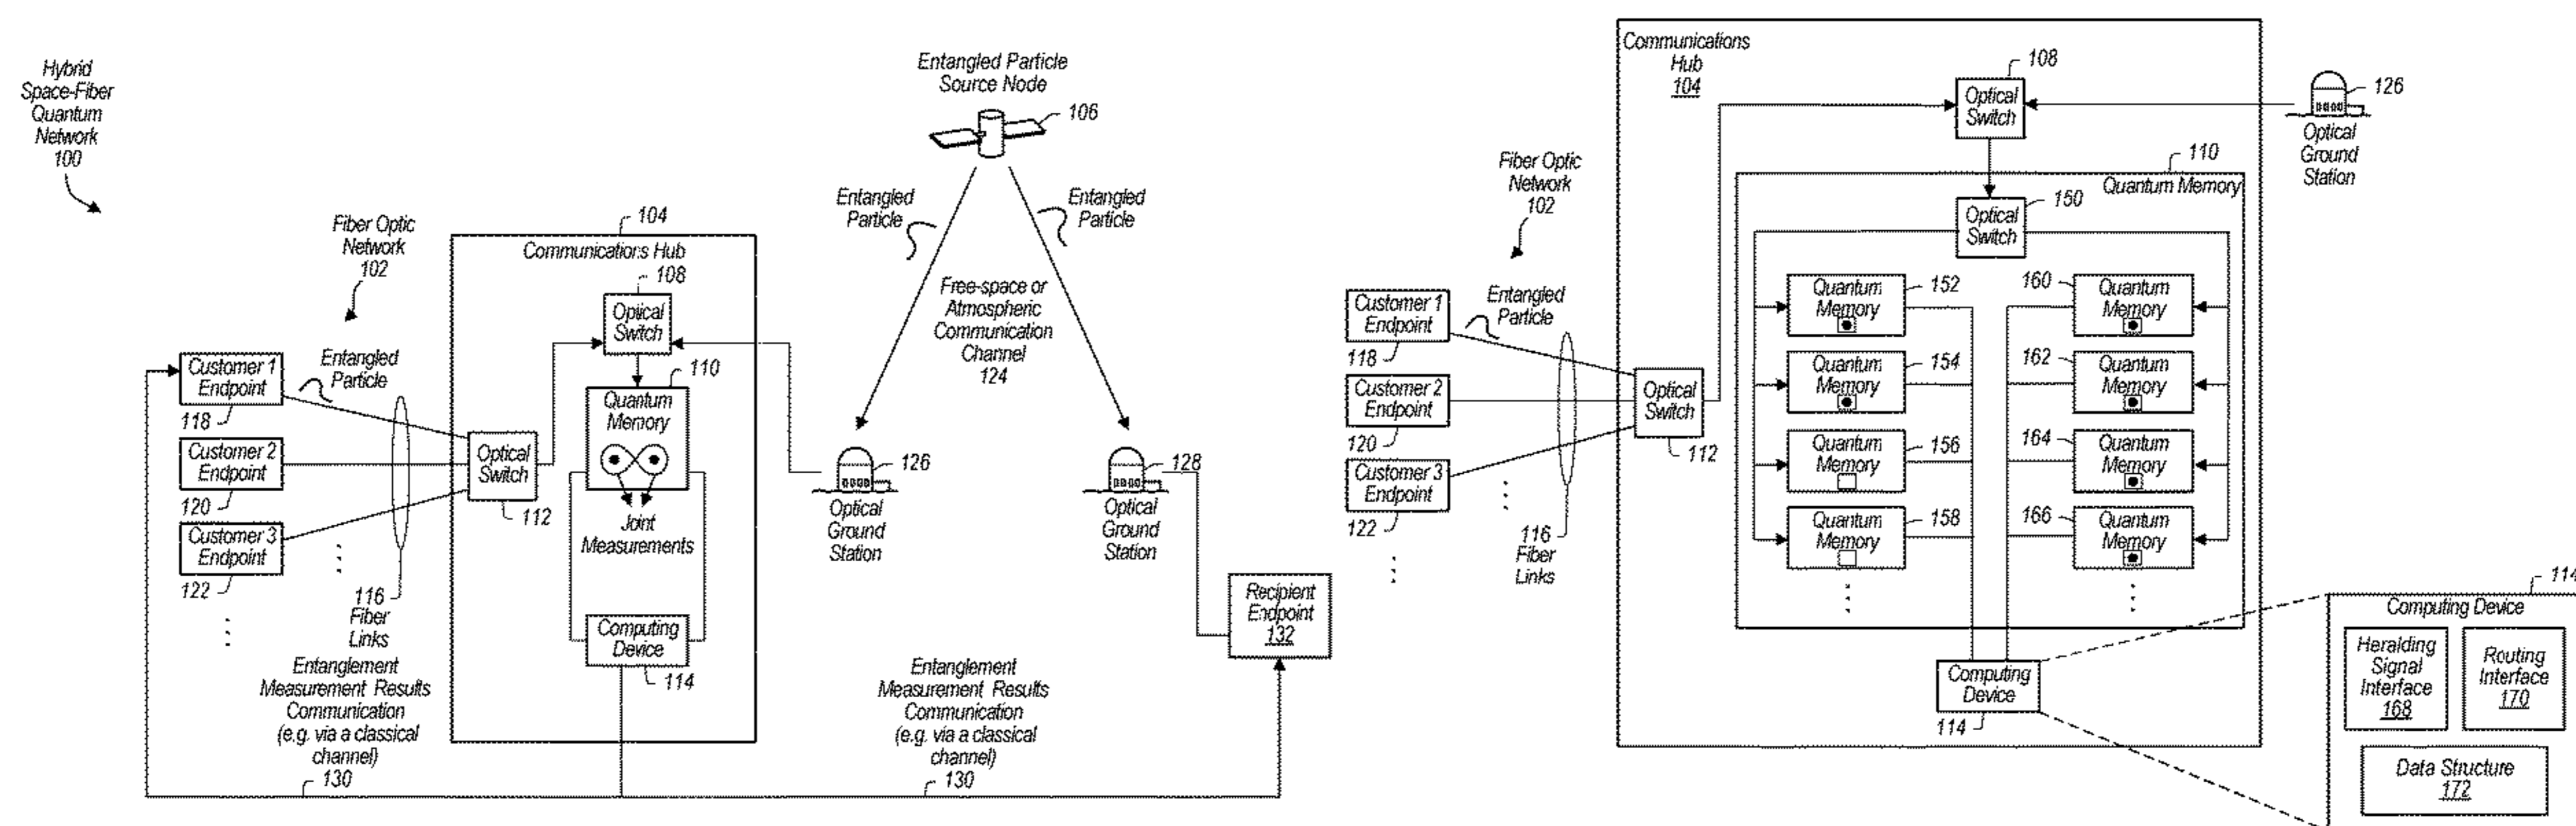 Hybrid
Space-Fiber
Quantum
Network
100
Fiber Optic
Network
102
Customer 1
Endpoint
118
Customer 2
Endpoint
120
Customer 3
Endpoint
122
Entangled
Particle
116
Fiber
Links
Optical
Switch
112
104
Communications Hub
108
Optical
Switch
110
Quantum
Memory
Joint
Measurements
Computing
Device
114
Entanglement
Measurement Results
Communication
(e.g. via a classical
channel)
130
Entangled Particle
Source Node
106
Entangled
Particle
Entangled
Particle
Free-space or
Atmospheric
Communication
Channel
124
126
Optical
Ground
Station
128
Optical
Ground
Station
Recipient
Endpoint
132
Entanglement
Measurement Results
Communication
(e.g. via a classical
channel)
130
Fiber Optic
Network
102
Customer 1
Endpoint
118
Customer 2
Endpoint
120
Customer 3
Endpoint
122
Entangled
Particle
116
Fiber
Links
Optical
Switch
112
Communications
Hub
104
108
Optical
Switch
126
Optical
Ground
Station
110
Quantum Memory
Optical
Switch
150
Quantum
Memory
152
Quantum
Memory
154
Quantum
Memory
156
Quantum
Memory
158
160
Quantum
Memory
162
Quantum
Memory
164
Quantum
Memory
166
Quantum
Memory
Computing
Device
114
114
Computing Device
Heralding
Signal
Interface
168
Routing
Interface
170
Data Structure
172